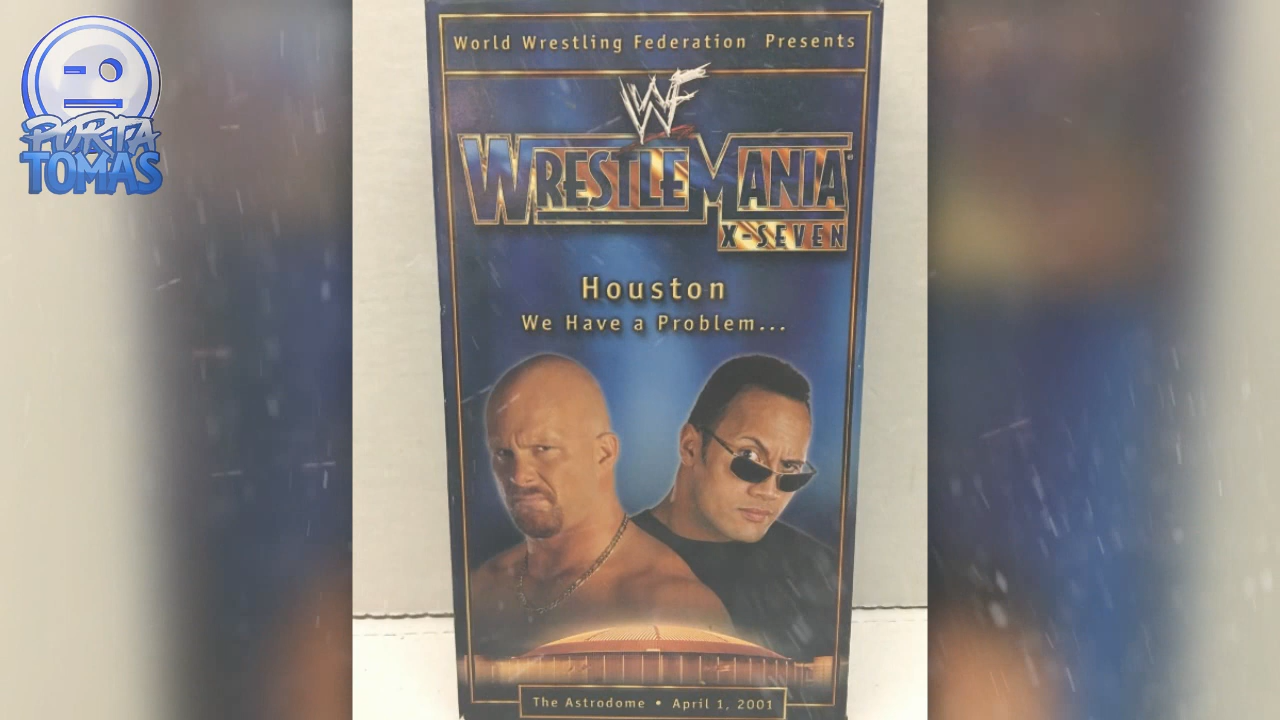 PORTA
TOMAS
World Wrestling Federation Presents
WF
WRESTLEMANIA
X-SEVEN
Houston
We Have a Problem...
The Astrodome • April 1, 2001